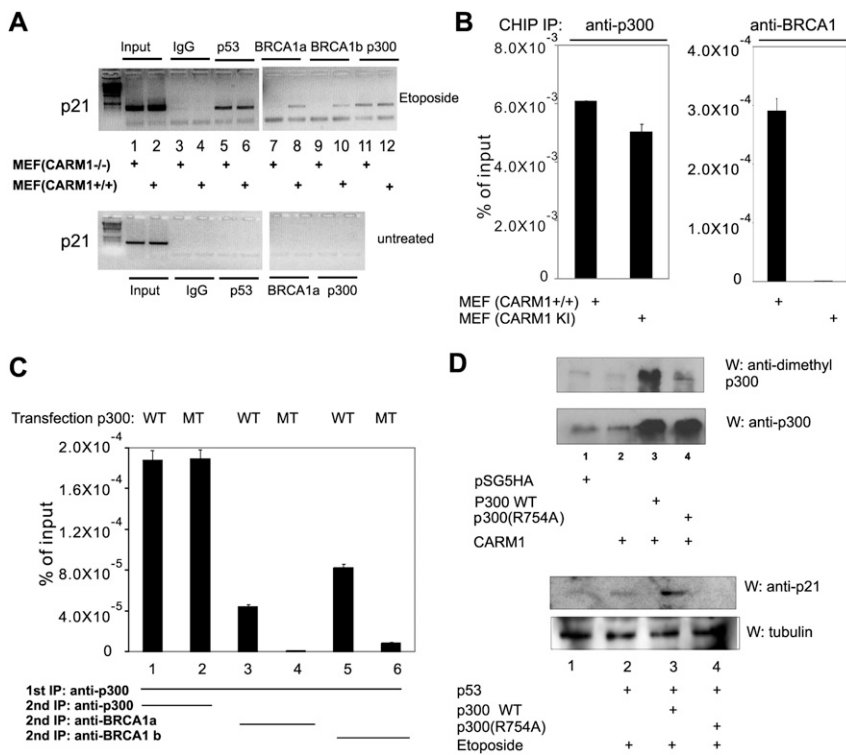 A
Input IgG p53 BRCA1a BRCA1b p300
p21
Etoposide
1 2 3 4 5 6 7 8 9 10 11 12
MEF(CARM1-/-) + + + + + +
MEF(CARM1+/+) + + + + + +
p21
untreated
Input IgG p53 BRCA1a p300
B
CHIP IP: anti-p300 anti-BRCA1
% of input
8.0X10-3
6.0X10-3
4.0X10-3
2.0X10-3
0
4.0X10-4
3.0X10-4
2.0X10-4
1.0X10-4
0
MEF (CARM1+/+) + +
MEF (CARM1 KI) + +
C
Transfection p300: WT MT WT MT WT MT
% of input
2.0X10-4
1.6X10-4
1.2X10-4
8.0X10-5
4.0X10-5
0
1 2 3 4 5 6
1st IP: anti-p300
2nd IP: anti-p300
2nd IP: anti-BRCA1a
2nd IP: anti-BRCA1 b
D
W: anti-dimethyl
p300
W: anti-p300
1 2 3 4
pSG5HA +
P300 WT +
p300(R754A) +
CARM1 + + +
W: anti-p21
W: tubulin
1 2 3 4
p53 + + +
p300 WT +
p300(R754A) +
Etoposide + + +